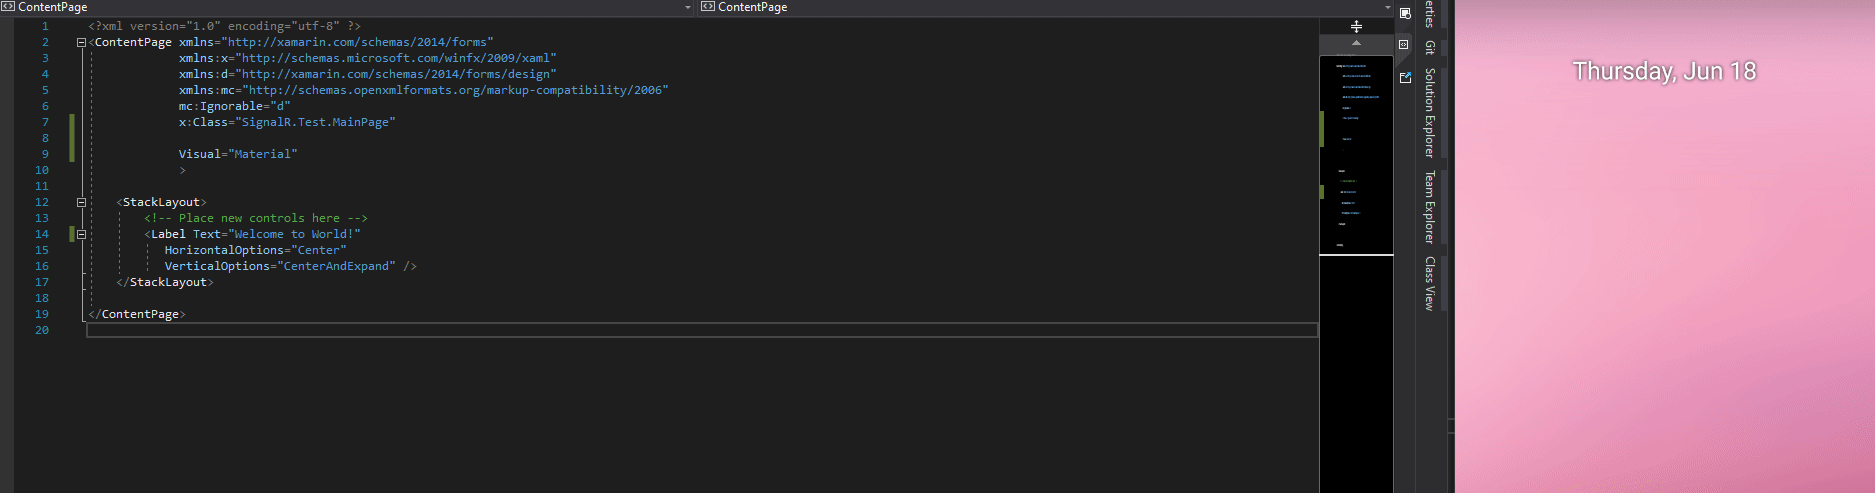 ContentPage
ContentPage
1 <?xml version="1.0" encoding="utf-8" ?>
2 <ContentPage xmlns="http://xamarin.com/schemas/2014/forms"
3 xmlns:x="http://schemas.microsoft.com/winfx/2009/xaml"
4 xmlns:d="http://xamarin.com/schemas/2014/forms/design"
5 xmlns:mc="http://schemas.openxmlformats.org/markup-compatibility/2006"
6 mc:Ignorable="d"
7 x:Class="SignalR.Test.MainPage"
8
9 Visual="Material"
10 >
11
12 <StackLayout>
13 <!-- Place new controls here -->
14 <Label Text="Welcome to World!"
15 HorizontalOptions="Center"
16 VerticalOptions="CenterAndExpand" />
17 </StackLayout>
18
19 </ContentPage>
20
erties
Git
Solution Explorer
Team Explorer
Class View
Thursday, Jun 18